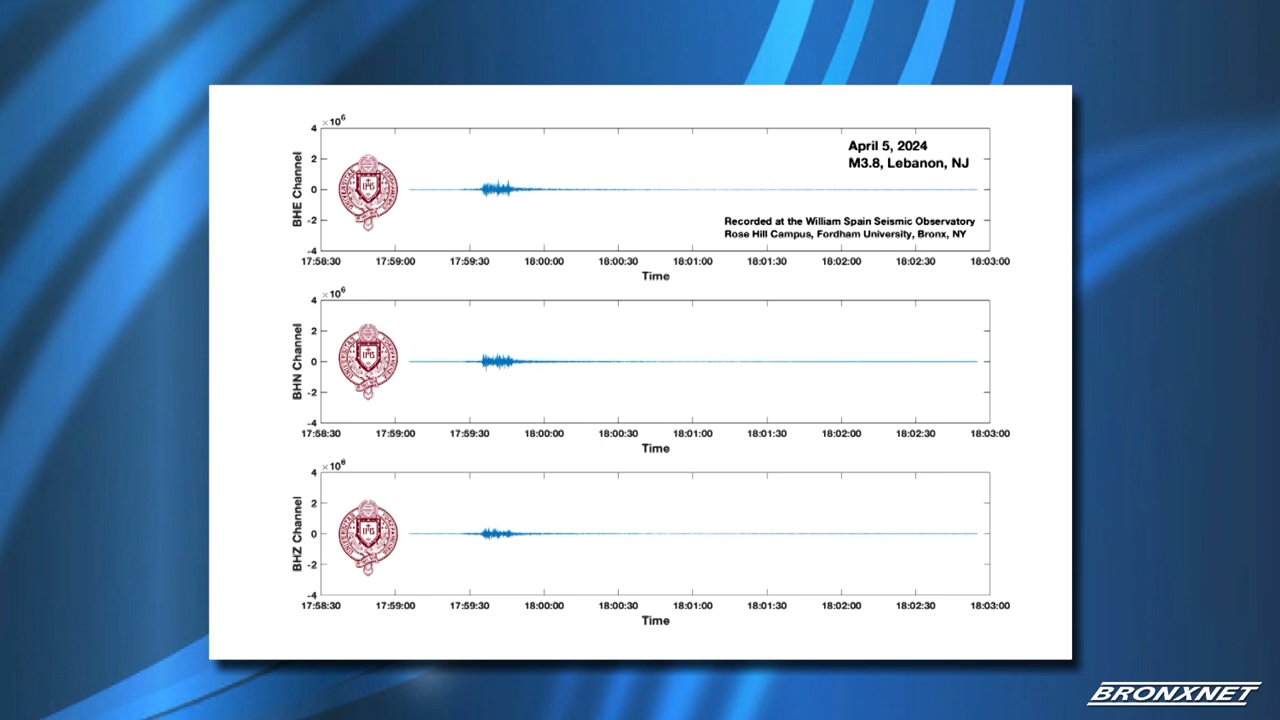 ×10⁶
4
2
0
-2
-4
BHE Channel
April 5, 2024
M3.8, Lebanon, NJ
Recorded at the William Spain Seismic Observatory
Rose Hill Campus, Fordham University, Bronx, NY
17:58:30 17:59:00 17:59:30 18:00:00 18:00:30 18:01:00 18:01:30 18:02:00 18:02:30 18:03:00
Time
×10⁶
4
2
0
-2
-4
BHN Channel
17:58:30 17:59:00 17:59:30 18:00:00 18:00:30 18:01:00 18:01:30 18:02:00 18:02:30 18:03:00
Time
×10⁶
4
2
0
-2
-4
BHZ Channel
17:58:30 17:59:00 17:59:30 18:00:00 18:00:30 18:01:00 18:01:30 18:02:00 18:02:30 18:03:00
Time
BRONXNET